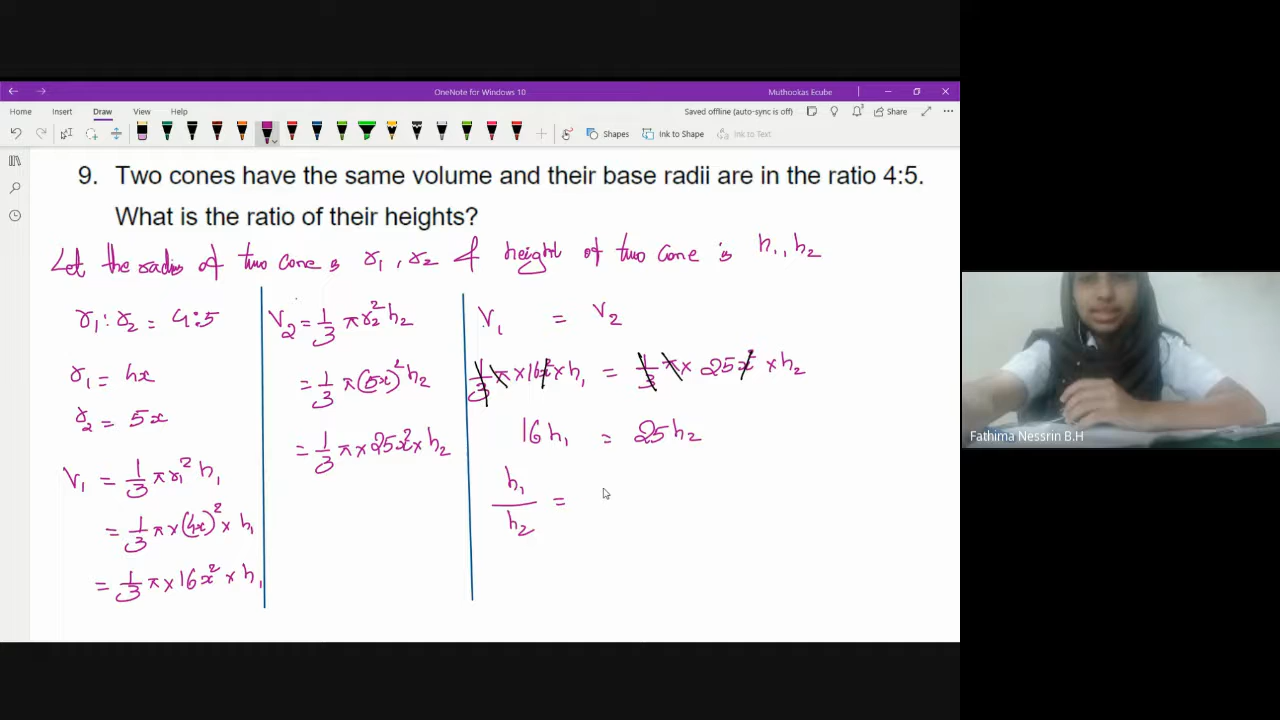 OneNote for Windows 10
Muthookas Ecube
Home Insert Draw View Help
Saved offline (auto-sync is off)
Share
Shapes
Ink to Shape
Ink to Text
9. Two cones have the same volume and their base radii are in the ratio 4:5.
What is the ratio of their heights?
Let the radius of two cone is r₁, r₂ & height of two cone is h₁, h₂
r₁ : r₂ = 4:5
r₁ = 4x
r₂ = 5x
V₁ = 1/3 π r₁² h₁
= 1/3 π × (4x)² × h₁
= 1/3 π × 16x² × h₁
V₂ = 1/3 π r₂² h₂
= 1/3 π (5x)² h₂
= 1/3 π × 25x² × h₂
V₁ = V₂
1/3 π × 16x² × h₁ = 1/3 π × 25x² × h₂
16h₁ = 25h₂
h₁/h₂ =
Fathima Nessrin B.H